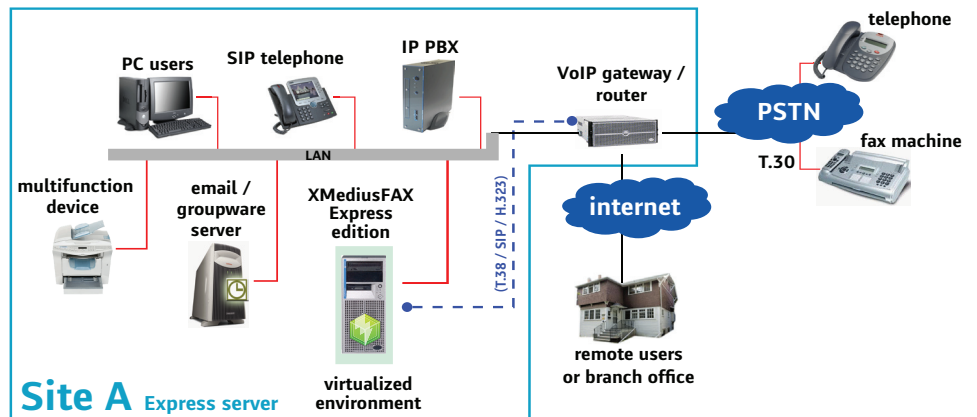 telephone
PC users
SIP telephone
IP PBX
VoIP gateway /
router
PSTN
LAN
T.30
fax machine
multifunction
device
email /
groupware
server
XMediusFAX
Express
edition
(T.38 / SIP / H.323)
internet
remote users
or branch office
virtualized
environment
Site A Express server